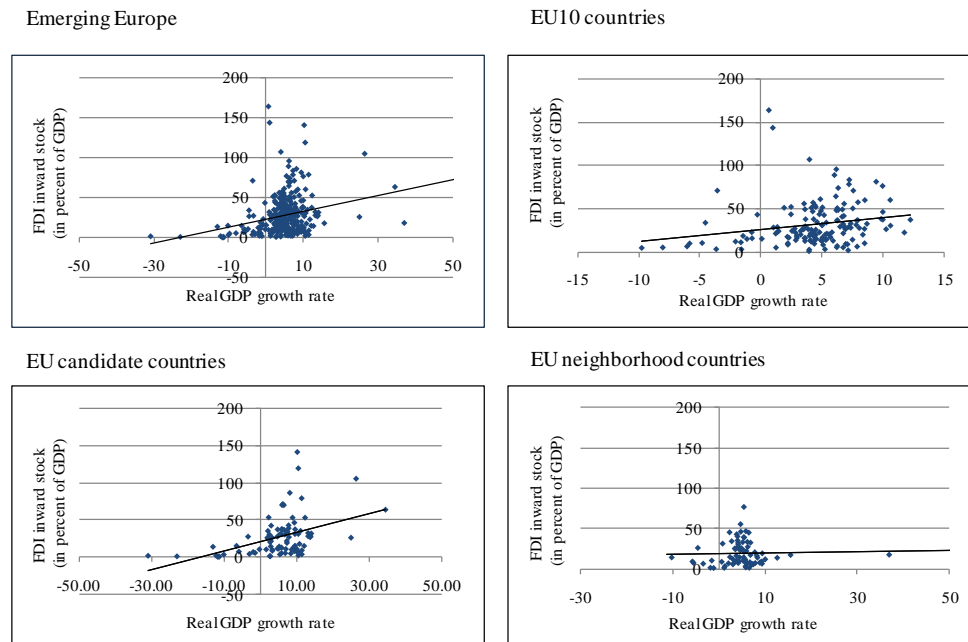 Emerging Europe
FDI inward stock
(in percent of GDP)
200
150
100
50
0
-50
-50 -30 -10 10 30 50
Real GDP growth rate
EU10 countries
FDI inward stock
(in percent of GDP)
200
150
100
50
0
-15 -10 -5 0 5 10 15
Real GDP growth rate
EU candidate countries
FDI inward stock
(in percent of GDP)
200
150
100
50
0
-50
-50.00 -30.00 -10.00 10.00 30.00 50.00
Real GDP growth rate
EU neighborhood countries
FDI inward stock
(in percent of GDP)
200
150
100
50
0
-30 -10 10 30 50
Real GDP growth rate